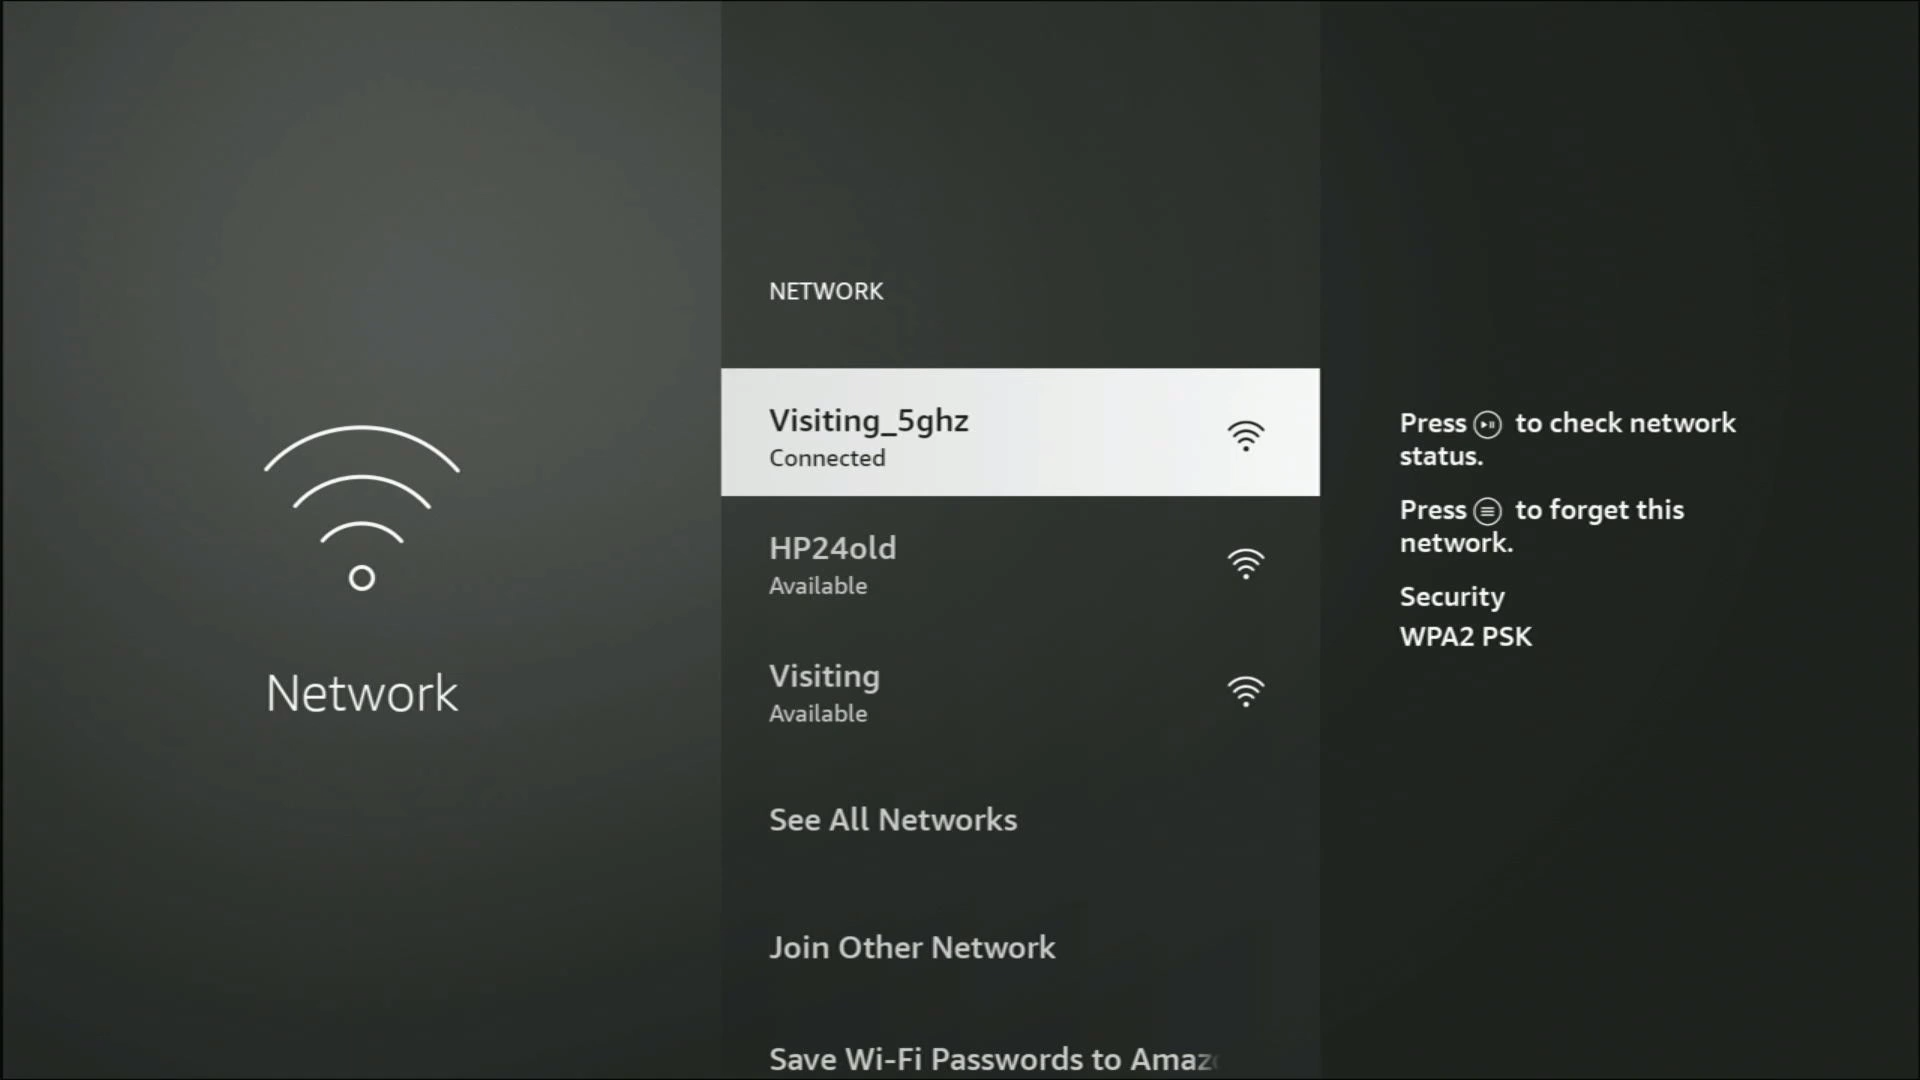 Network
NETWORK
Visiting_5ghz
Connected
HP24old
Available
Visiting
Available
See All Networks
Join Other Network
Save Wi-Fi Passwords to
Press to check network
status.
Press to forget this
network.
Security
WPA2 PSK